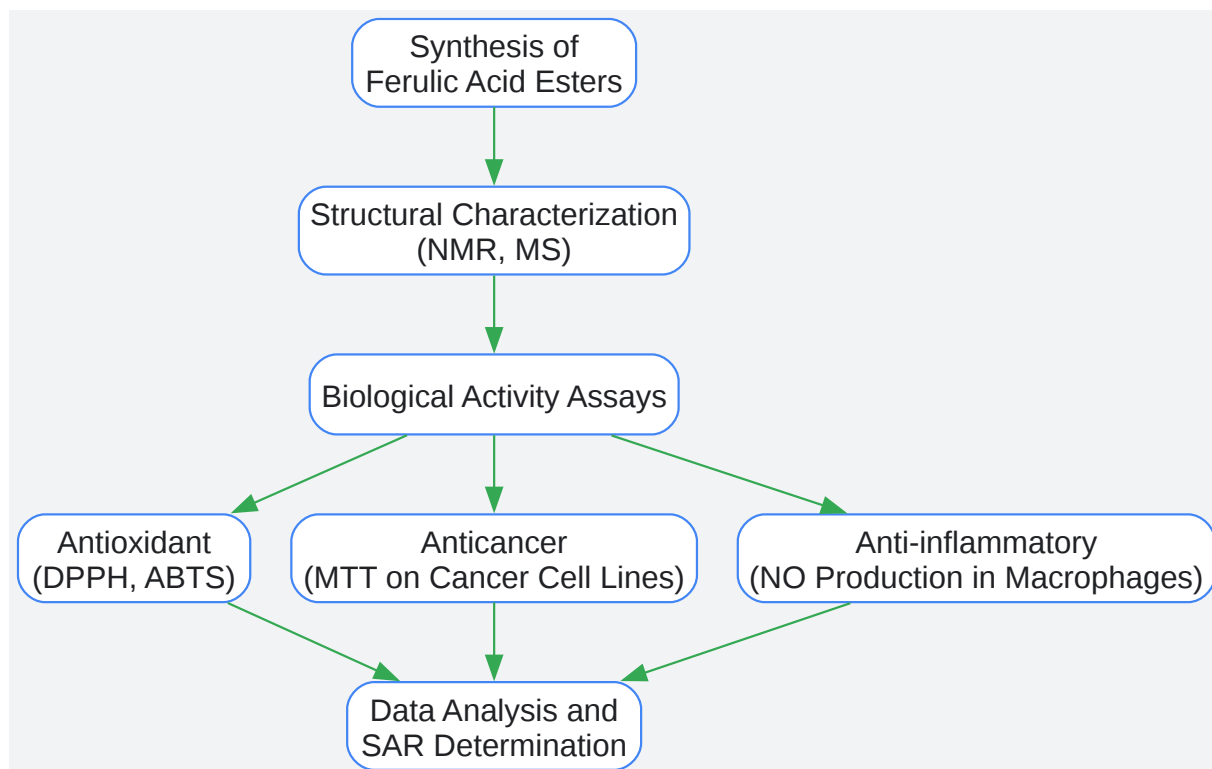 Synthesis of
Ferulic Acid Esters
Structural Characterization
(NMR, MS)
Biological Activity Assays
Antioxidant
(DPPH, ABTS)
Anticancer
(MTT on Cancer Cell Lines)
Anti-inflammatory
(NO Production in Macrophages)
Data Analysis and
SAR Determination